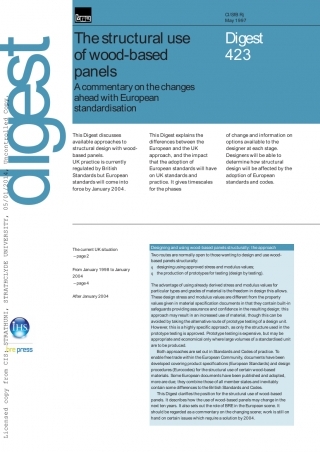 CI/SfB Rj
May 1997
The structural use
of wood-based
panels
A commentary on the changes
ahead with European
standardisation
Digest
423
digest
This Digest discusses
available approaches to
structural design with wood-
based panels.
UK practice is currently
regulated by British
Standards but European
standards will come into
force by January 2004.
This Digest explains the
differences between the
European and the UK
approach, and the impact
that the adoption of
European standards will have
on UK standards and
practice. It gives timescales
for the phases
of change and information on
options available to the
designer at each stage.
Designers will be able to
determine how structural
design will be affected by the
adoption of European
standards and codes.
The current UK situation
– page 2
From January 1998 to January
2004
– page 4
After January 2004
Designing and using wood-based panels structurally: the approach
Two routes are normally open to those wanting to design and use wood-
based panels structurally:
designing using approved stress and modulus values;
the production of prototypes for testing (design by testing).
The advantage of using already derived stress and modulus values for
particular types and grades of material is the freedom in design this allows.
These design stress and modulus values are different from the property
values given in material specification documents in that they contain built-in
safeguards providing assurance and confidence in the resulting design; this
approach may result in an increased use of material, though this can be
avoided by taking the alternative route of prototype testing of a design unit.
However, this is a highly specific approach, as only the structure used in the
prototype testing is approved. Prototype testing is expensive, but may be
appropriate and economical only where large volumes of a standardised unit
are to be produced.
Both approaches are set out in Standards and Codes of practice. To
enable free trade within the European Community, documents have been
developed covering product specifications (European Standards) and design
procedures (Eurocodes) for the structural use of certain wood-based
materials. Some European documents have been published and adopted,
more are due; they combine those of all member states and inevitably
contain some differences to the British Standards and Codes.
This Digest clarifies the position for the structural use of wood-based
panels. It describes how the use of wood-based panels may change in the
next ten years. It also sets out the role of BRE in the European scene. It
should be regarded as a commentary on the changing scene; work is still on
hand on certain issues which require a solution by 2004.
IHS
press
Licensed copy from CIS: STRATHUNI, STRATHCLYDE UNIVERSITY, 05/01/2014, Uncontrolled Copy.